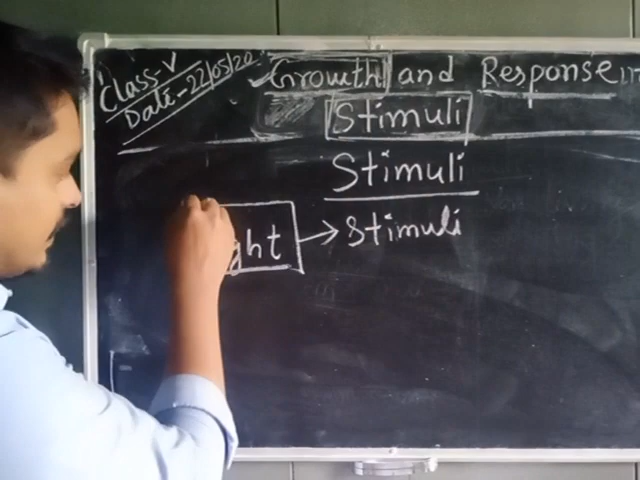 Class-V
Date-22/05/20
Growth and Response
Stimuli
Stimuli
ght → Stimuli